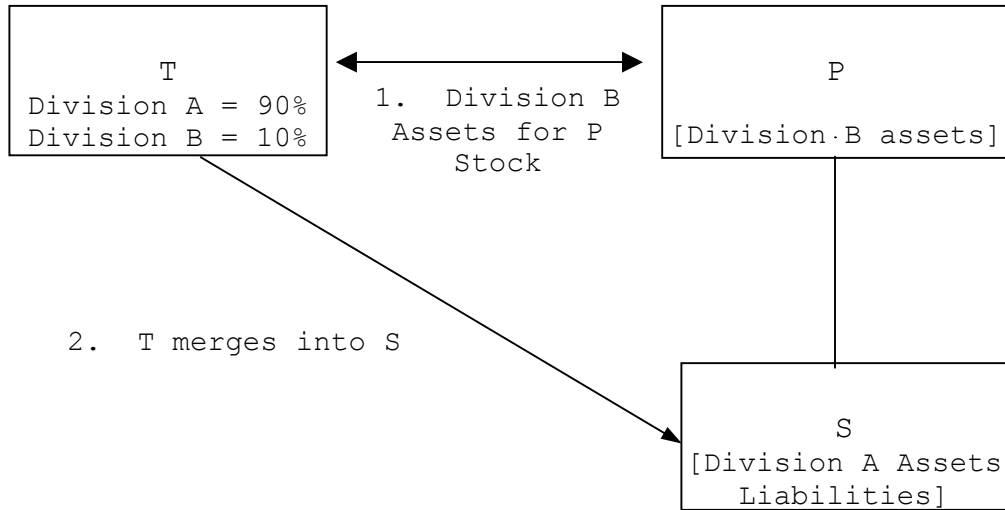 T
Division A = 90%
Division B = 10%
1. Division B
Assets for P
Stock
P
[Division B assets]
2. T merges into S
S
[Division A Assets
Liabilities]